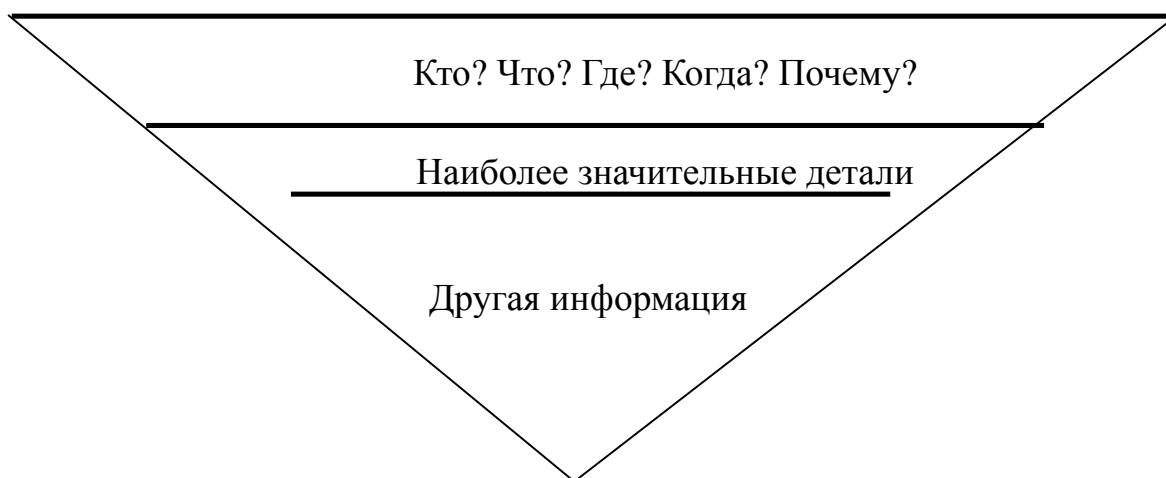 Кто? Что? Где? Когда? Почему?
Наиболее значительные детали
Другая информация